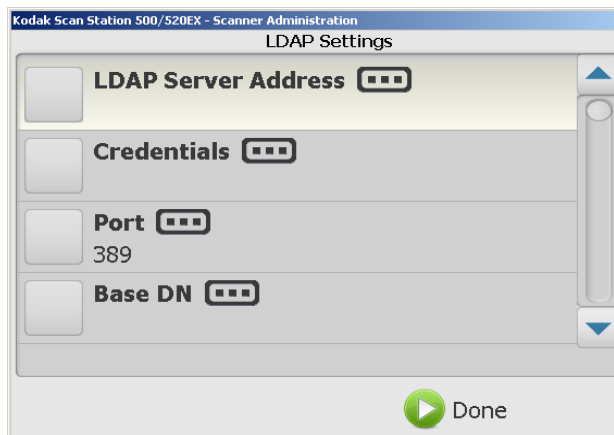 Kodak Scan Station 500/520EX - Scanner Administration
LDAP Settings
LDAP Server Address
Credentials
Port
389
Base DN
Done